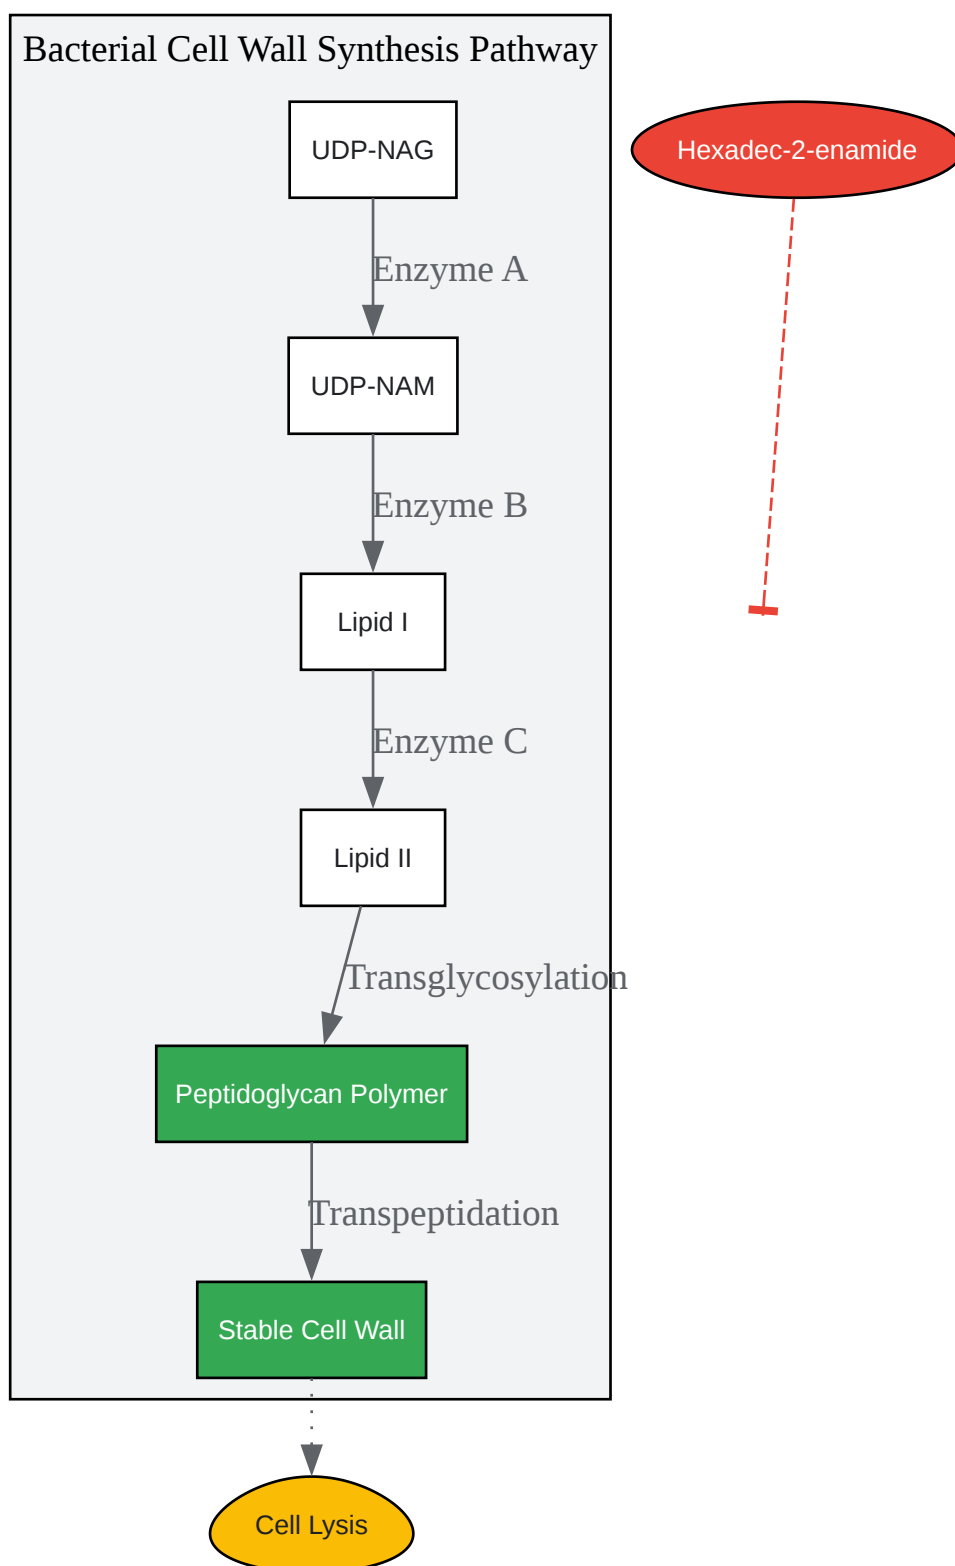 Bacterial Cell Wall Synthesis Pathway
UDP-NAG
Hexadec-2-enamide
Enzyme A
UDP-NAM
Enzyme B
Lipid I
Enzyme C
Lipid II
Transglycosylation
Peptidoglycan Polymer
Transpeptidation
Stable Cell Wall
Cell Lysis